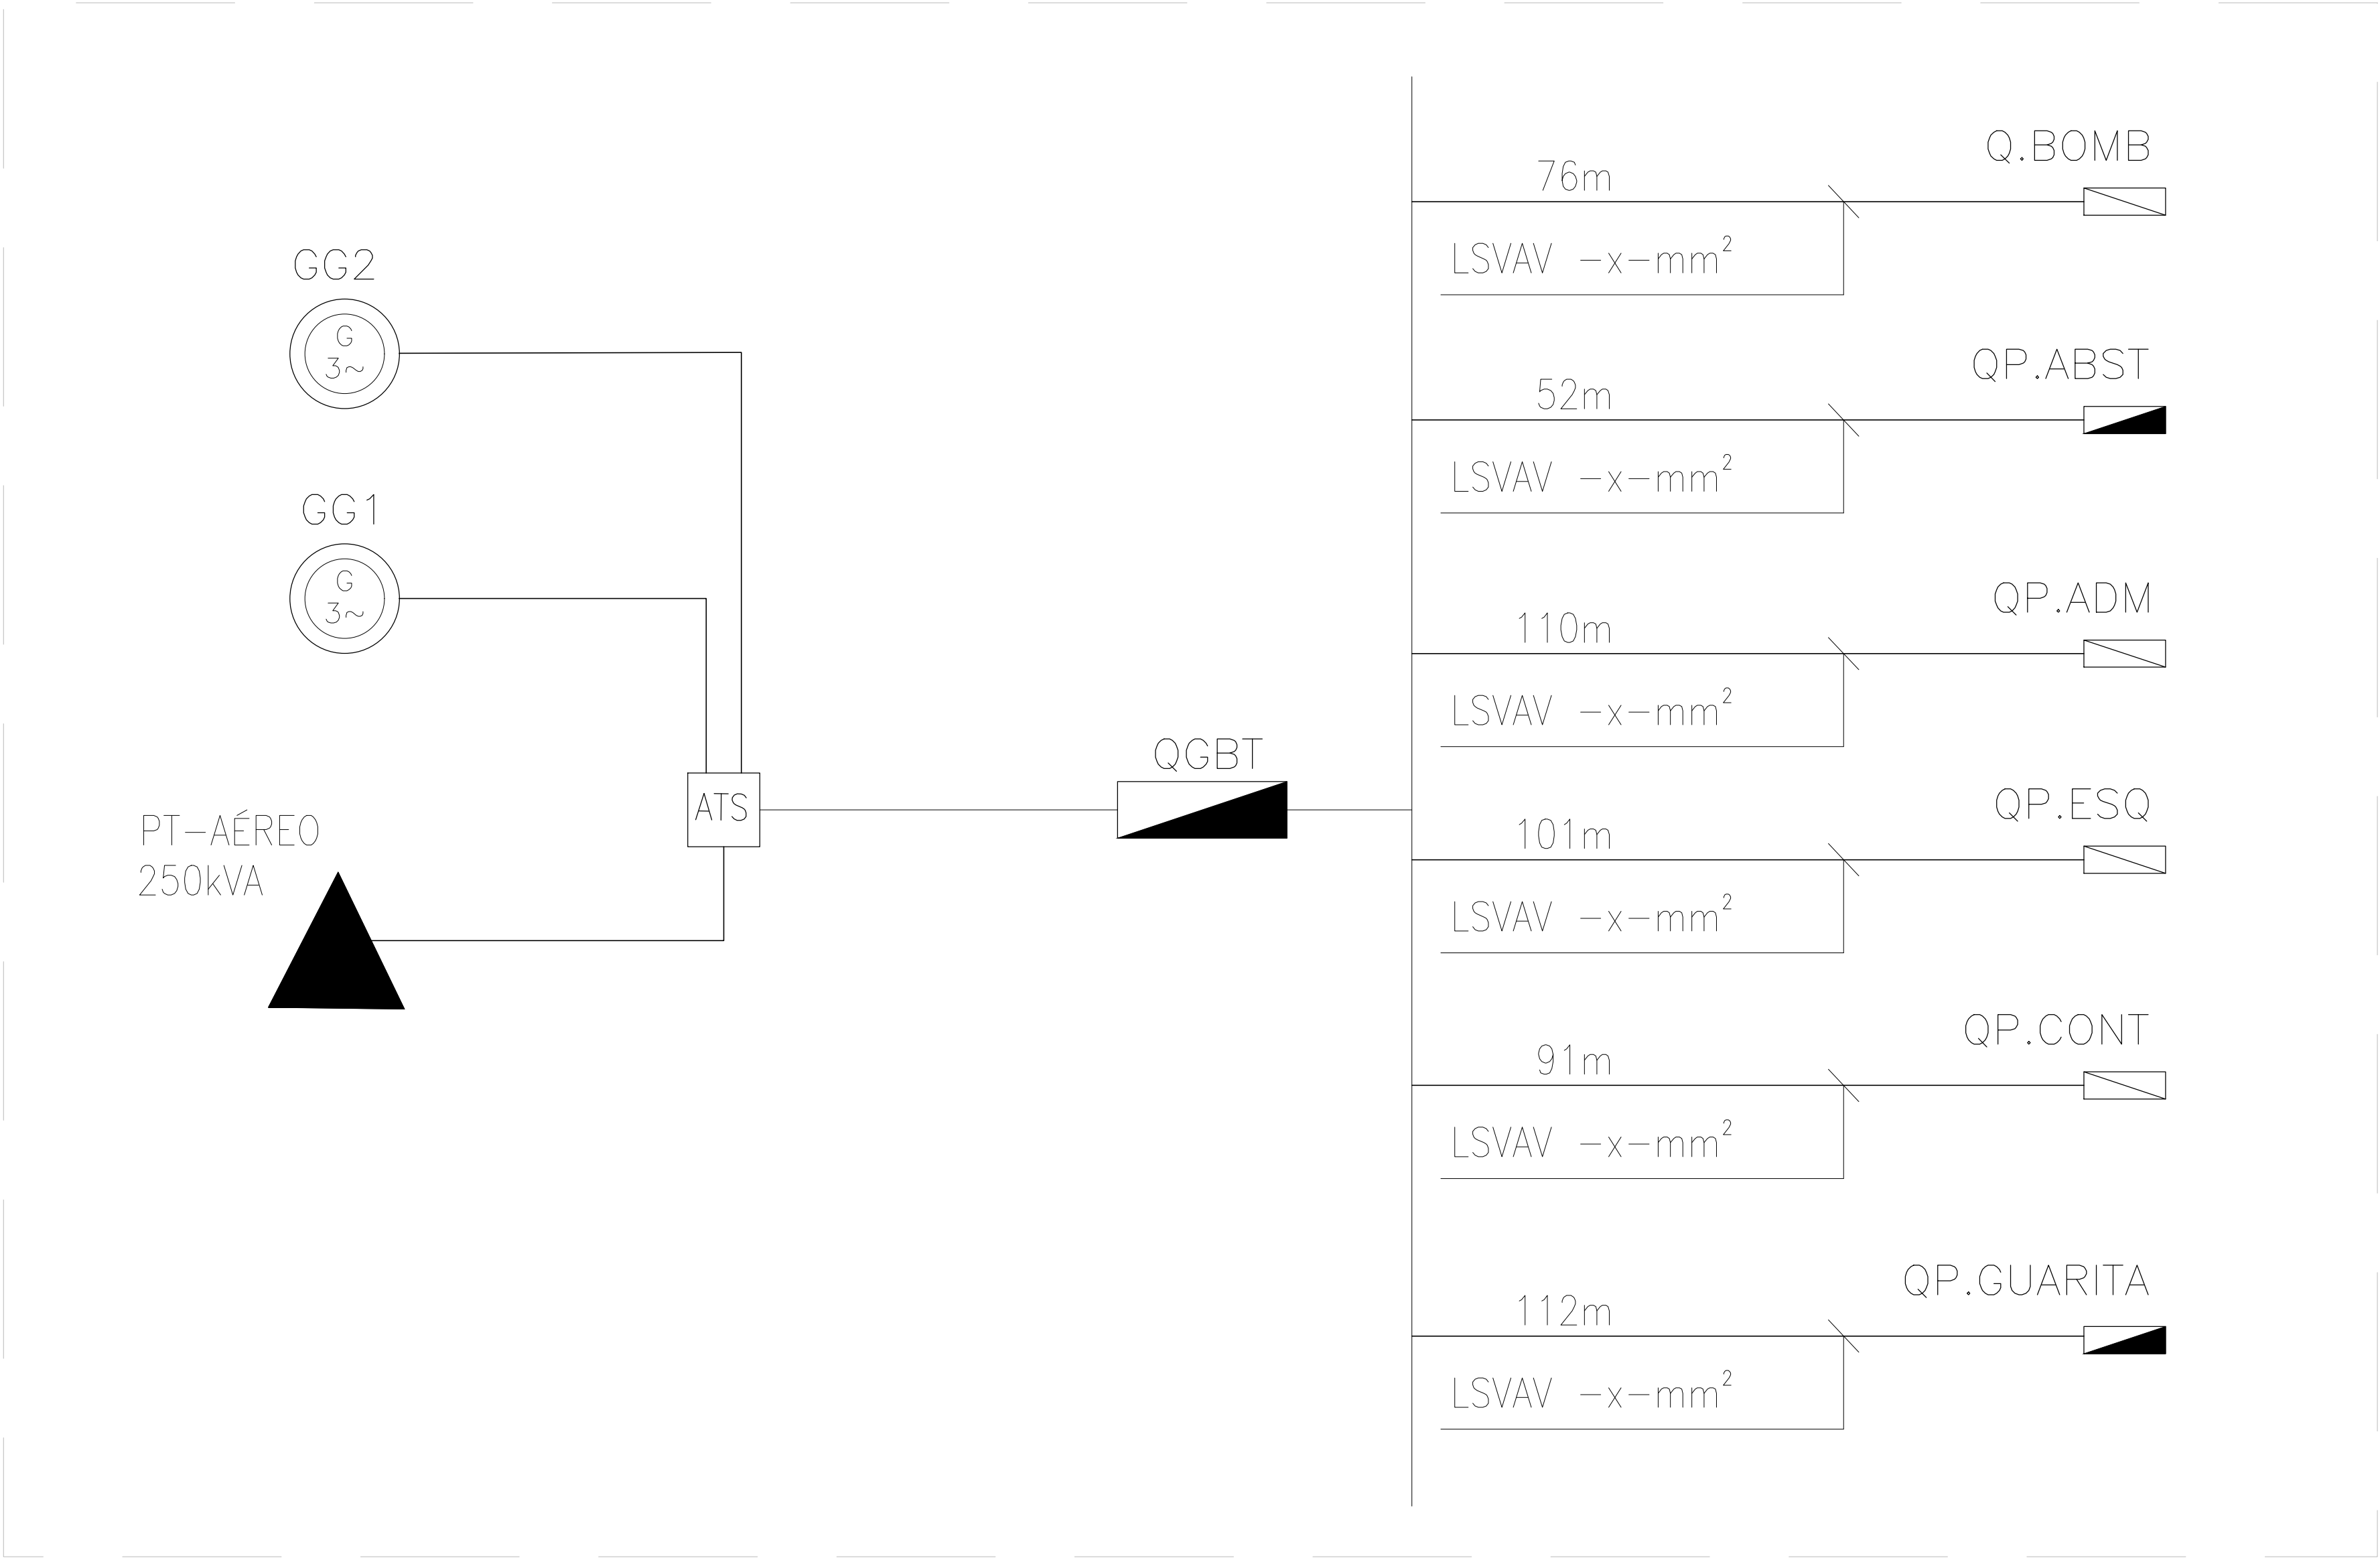 GG2
G
3~
GG1
G
3~
PT-AÉREO
250kVA
ATS
QGBT
76m
Q.BOMB
LSVAV -x-mm²
52m
QP.ABST
LSVAV -x-mm²
110m
QP.ADM
LSVAV -x-mm²
101m
QP.ESQ
LSVAV -x-mm²
91m
QP.CONT
LSVAV -x-mm²
112m
QP.GUARITA
LSVAV -x-mm²